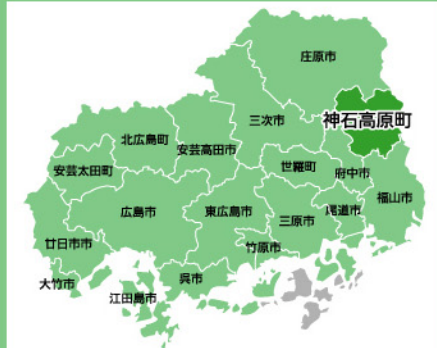 庄原市
神石高原町
三次市
北広島町
安芸高田市
安芸太田町
世羅町
府中市
福山市
広島市
東広島市
三原市
尾道市
廿日市市
竹原市
大竹市
呉市
江田島市